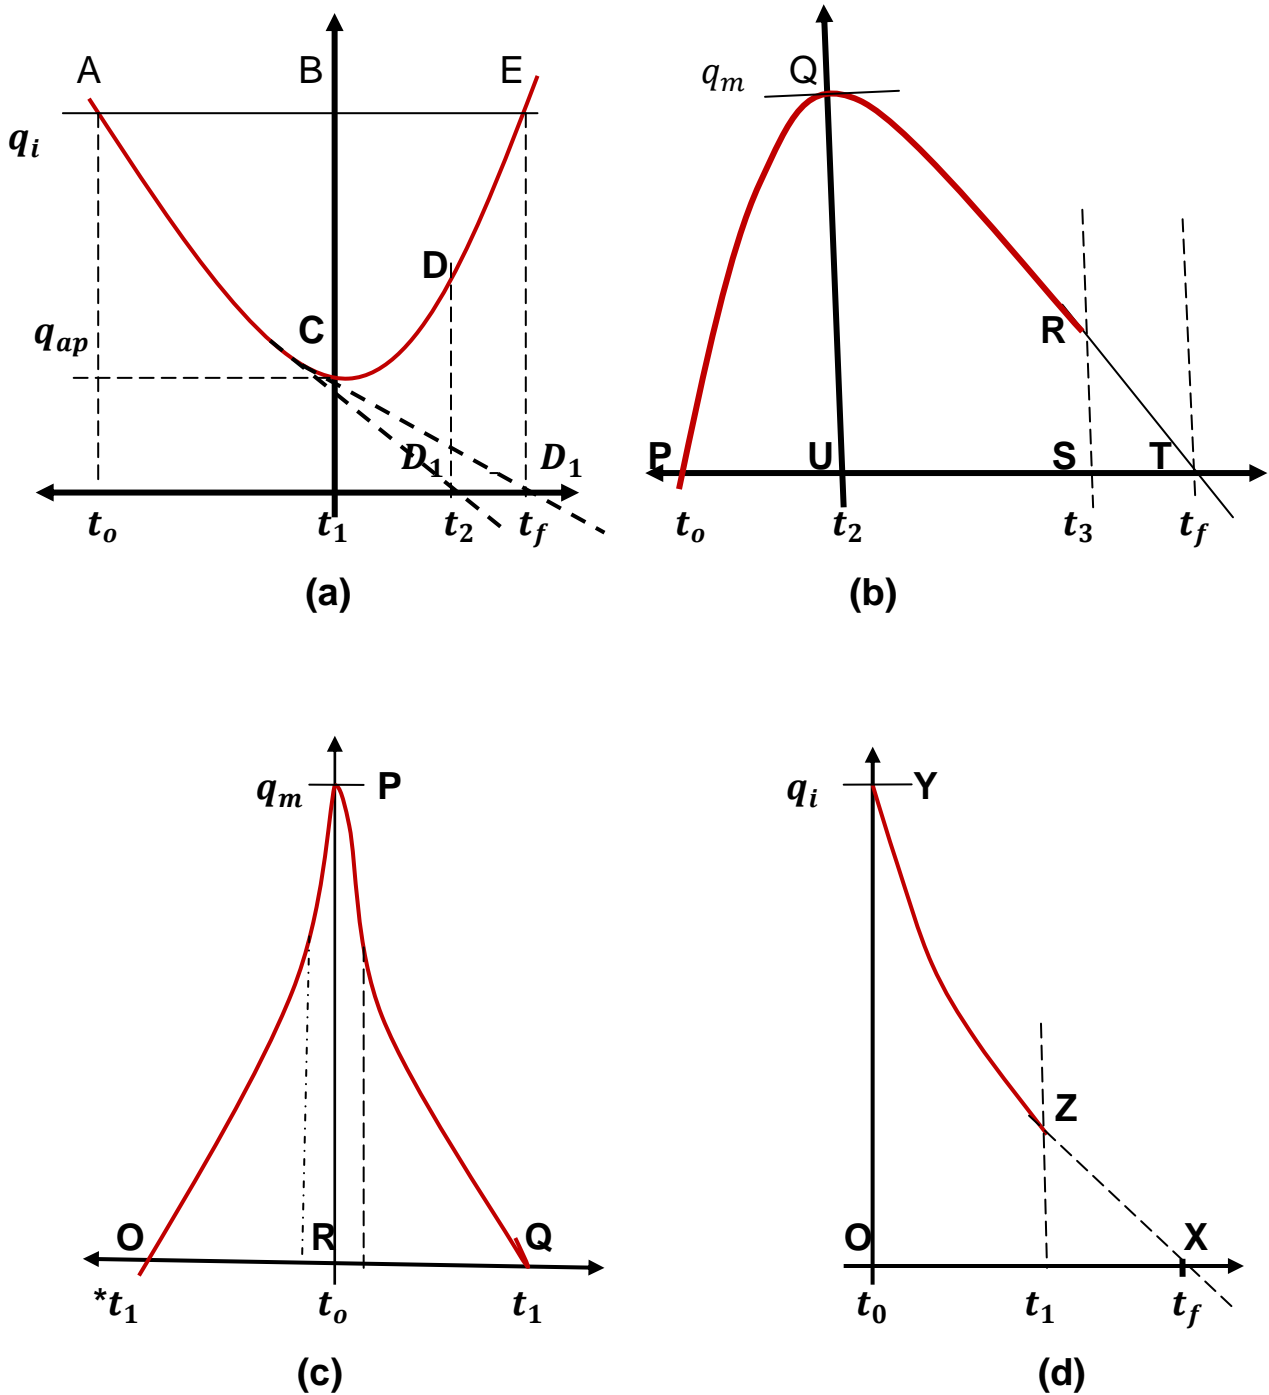 A B E
q_i
D
C
q_ap
D_1 D_1
t_o t_1 t_2 t_f
(a)
q_m Q
R
P U S T
t_o t_2 t_3 t_f
(b)
q_m P
O R Q
*t_1 t_o t_1
(c)
q_i Y
Z
O X
t_0 t_1 t_f
(d)